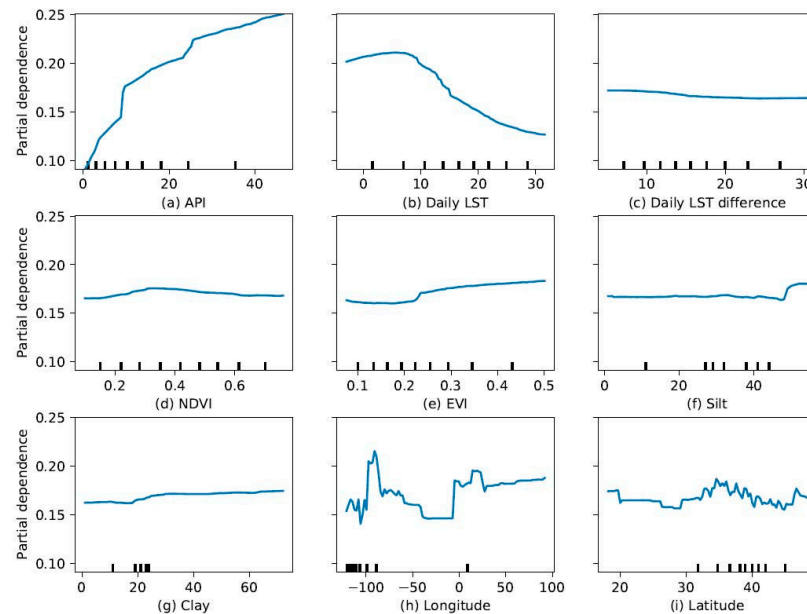 Partial dependence
0.25
0.20
0.15
0.10
0 20 40
(a) API
0 10 20 30
(b) Daily LST
10 20 30
(c) Daily LST difference
Partial dependence
0.25
0.20
0.15
0.10
0.2 0.4 0.6
(d) NDVI
0.1 0.2 0.3 0.4 0.5
(e) EVI
0 20 40
(f) Silt
Partial dependence
0.25
0.20
0.15
0.10
0 20 40 60
(g) Clay
−100 −50 0 50 100
(h) Longitude
20 30 40 50
(i) Latitude